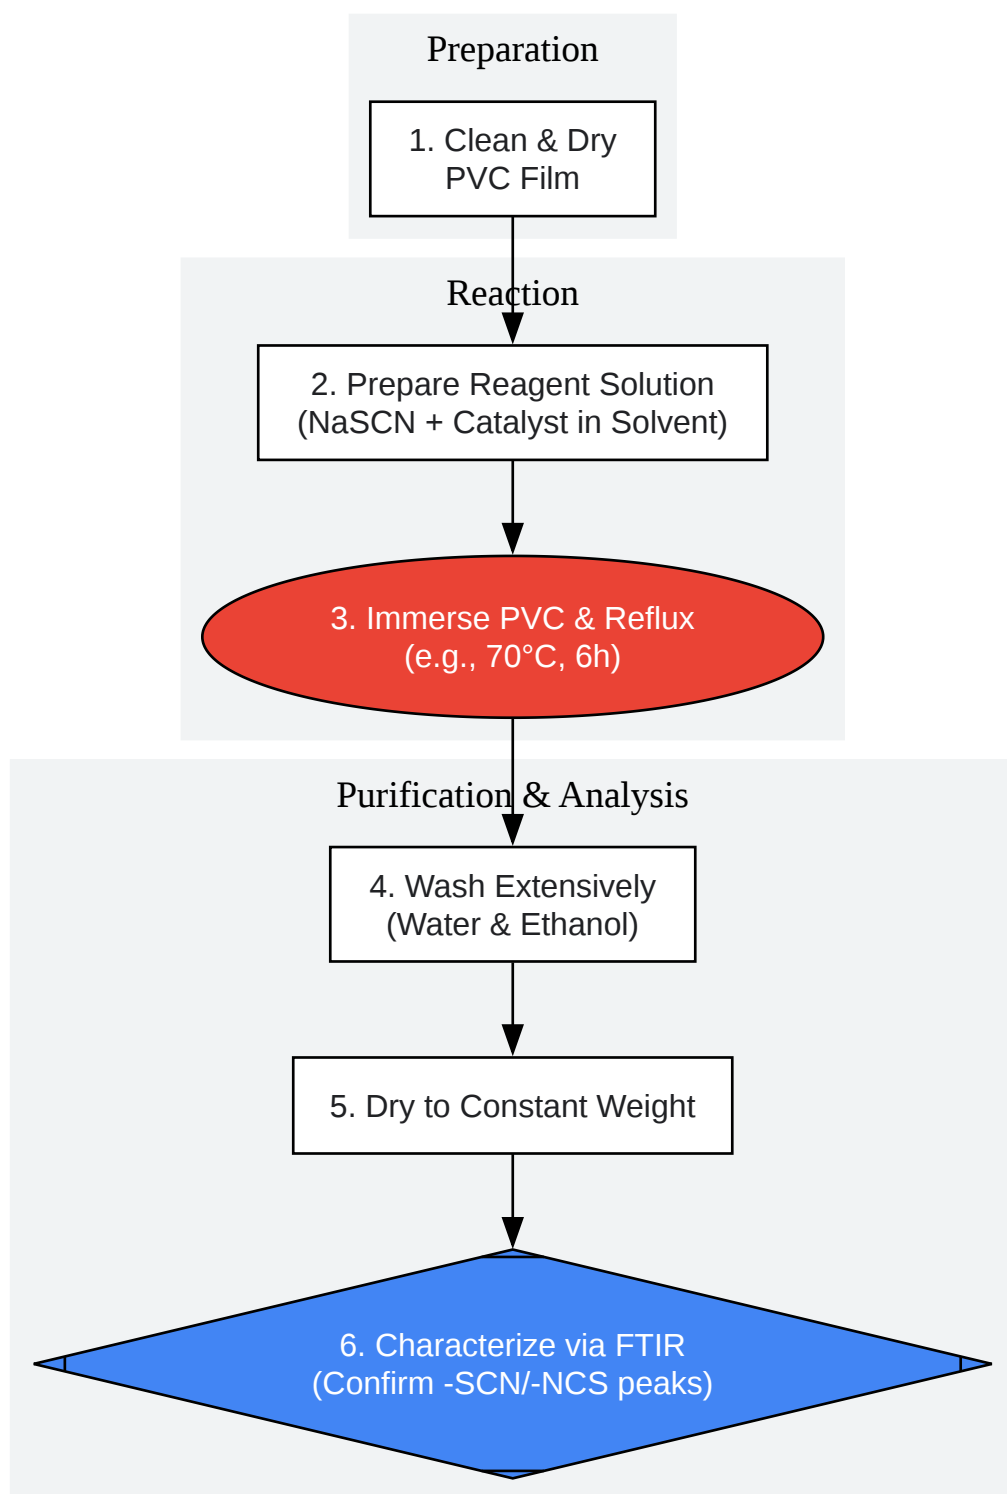 Preparation
1. Clean & Dry
PVC Film
Reaction
2. Prepare Reagent Solution
(NaSCN + Catalyst in Solvent)
3. Immerse PVC & Reflux
(e.g., 70°C, 6h)
Purification & Analysis
4. Wash Extensively
(Water & Ethanol)
5. Dry to Constant Weight
6. Characterize via FTIR
(Confirm -SCN/-NCS peaks)